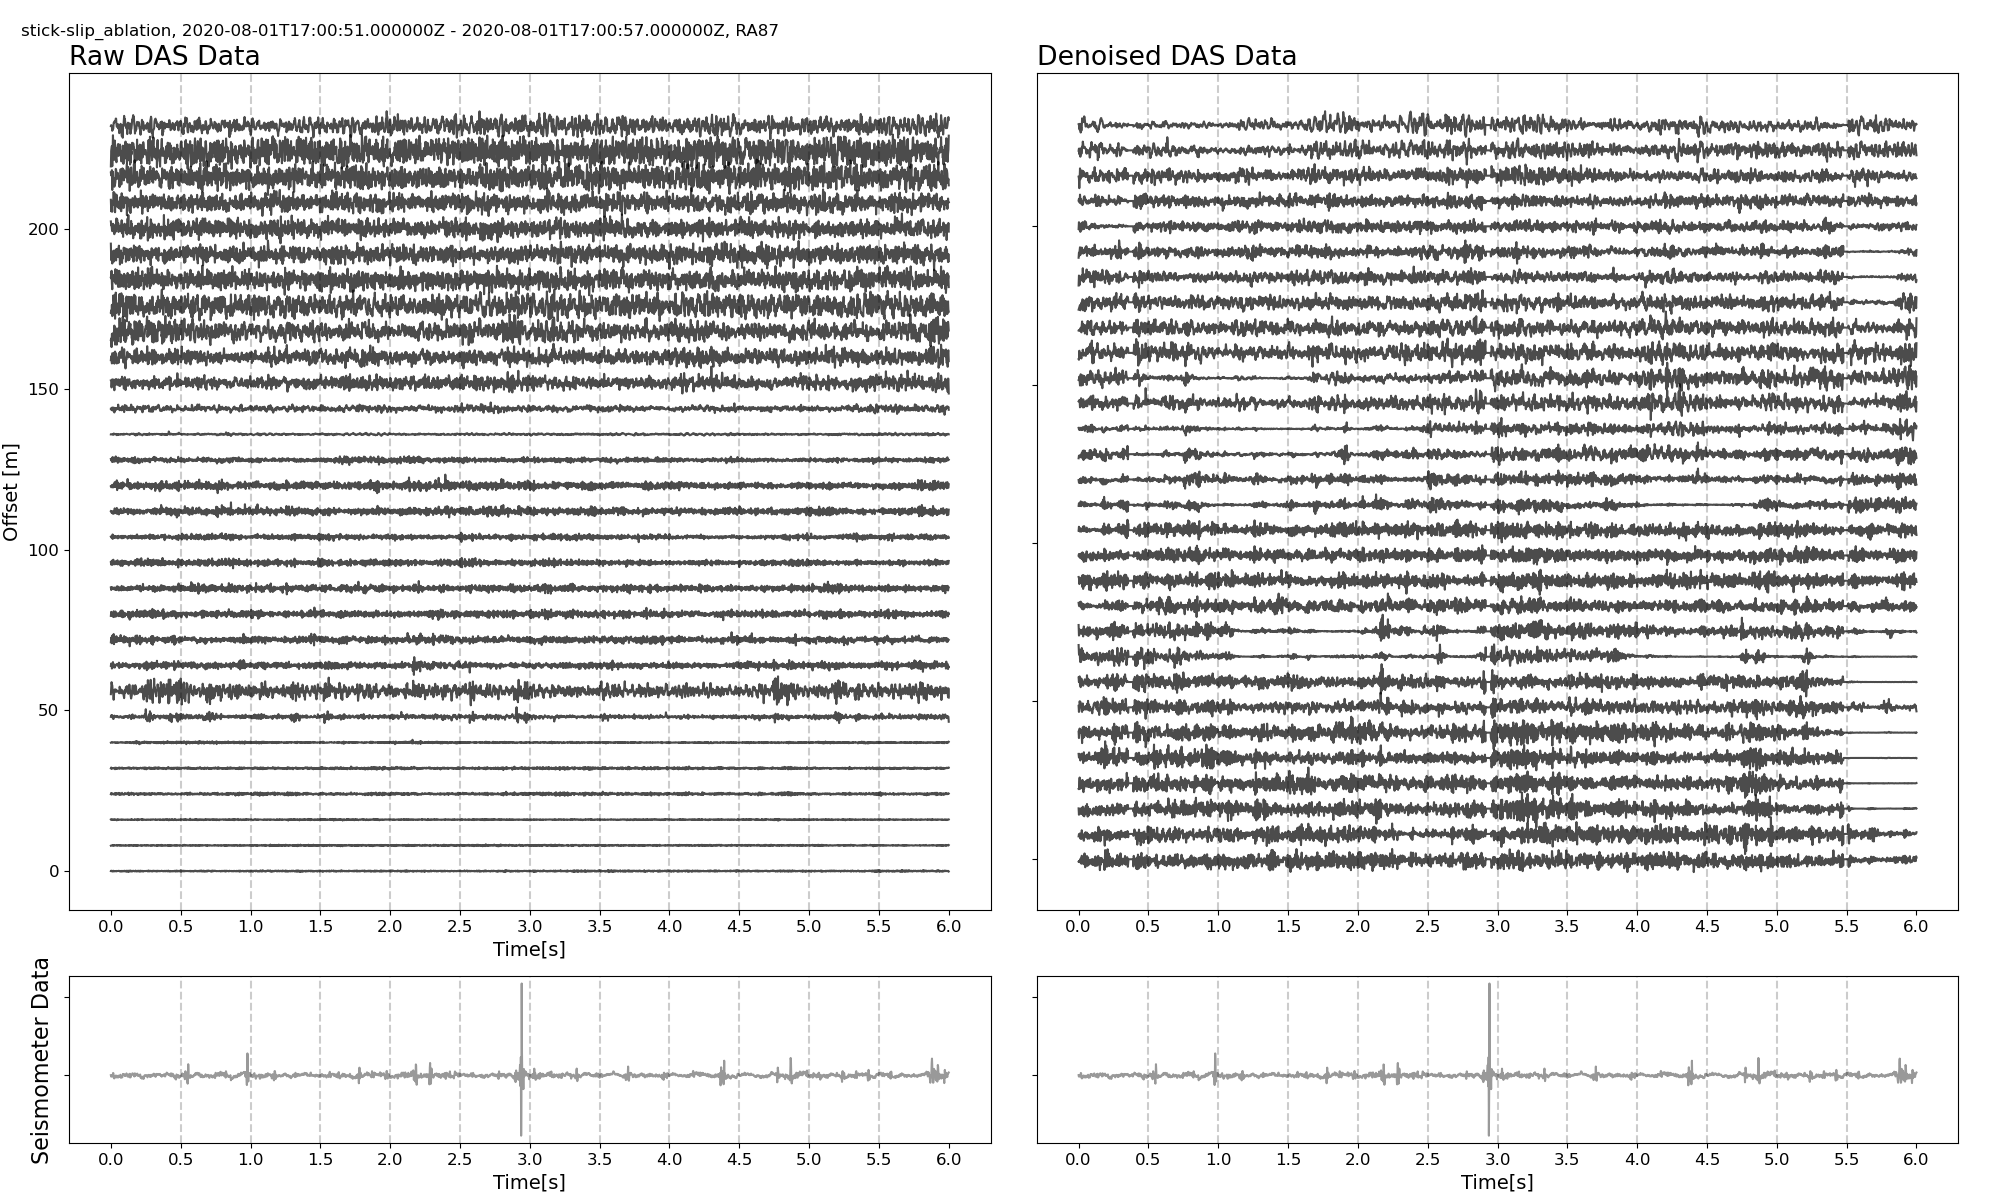 stick-slip_ablation, 2020-08-01T17:00:51.000000Z - 2020-08-01T17:00:57.000000Z, RA87
Raw DAS Data
Denoised DAS Data
Offset [m]
200
150
100
50
0
0.0 0.5 1.0 1.5 2.0 2.5 3.0 3.5 4.0 4.5 5.0 5.5 6.0
Time[s]
0.0 0.5 1.0 1.5 2.0 2.5 3.0 3.5 4.0 4.5 5.0 5.5 6.0
Seismometer Data
0.0 0.5 1.0 1.5 2.0 2.5 3.0 3.5 4.0 4.5 5.0 5.5 6.0
Time[s]
0.0 0.5 1.0 1.5 2.0 2.5 3.0 3.5 4.0 4.5 5.0 5.5 6.0
Time[s]